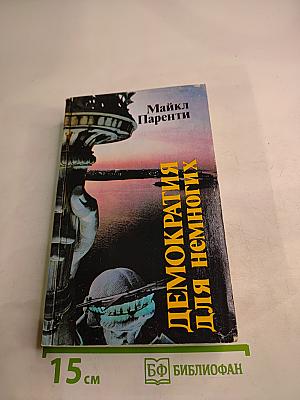 Майкл
Паренти
ДЕМОКРАТИЯ
ДЛЯ немногих
15 см
БФ БИБЛИОФАН